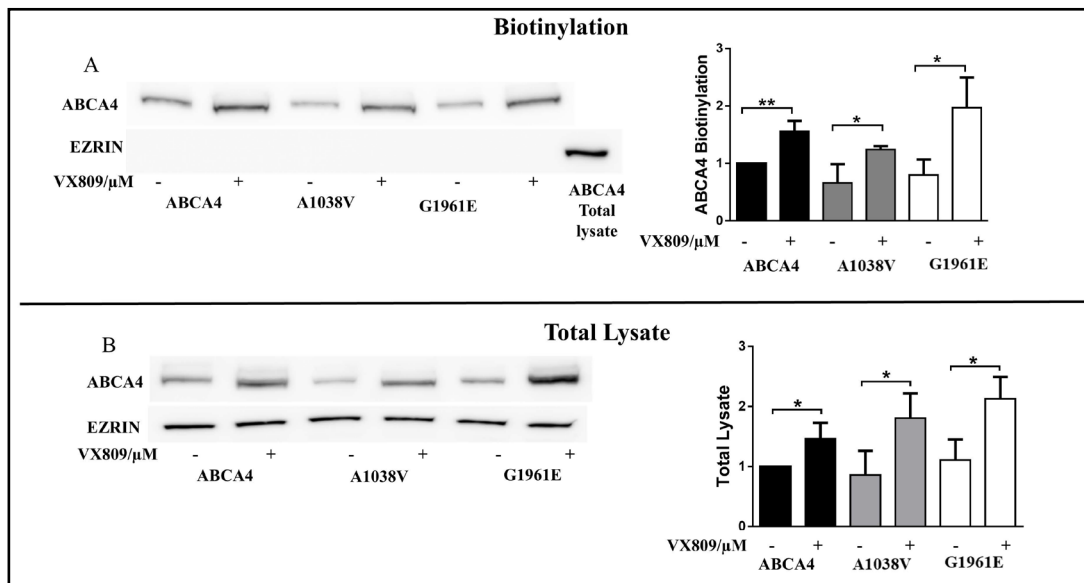 Biotinylation
A
ABCA4
EZRIN
VX809/µM - + - + - + ABCA4
ABCA4 A1038V G1961E Total
lysate
ABCA4 Biotinylation
3
2
1
0
** * *
VX809/µM - + - + - +
ABCA4 A1038V G1961E
Total Lysate
B
ABCA4
EZRIN
VX809/µM - + - + - +
ABCA4 A1038V G1961E
Total Lysate
3
2
1
0
* * *
VX809/µM - + - + - +
ABCA4 A1038V G1961E